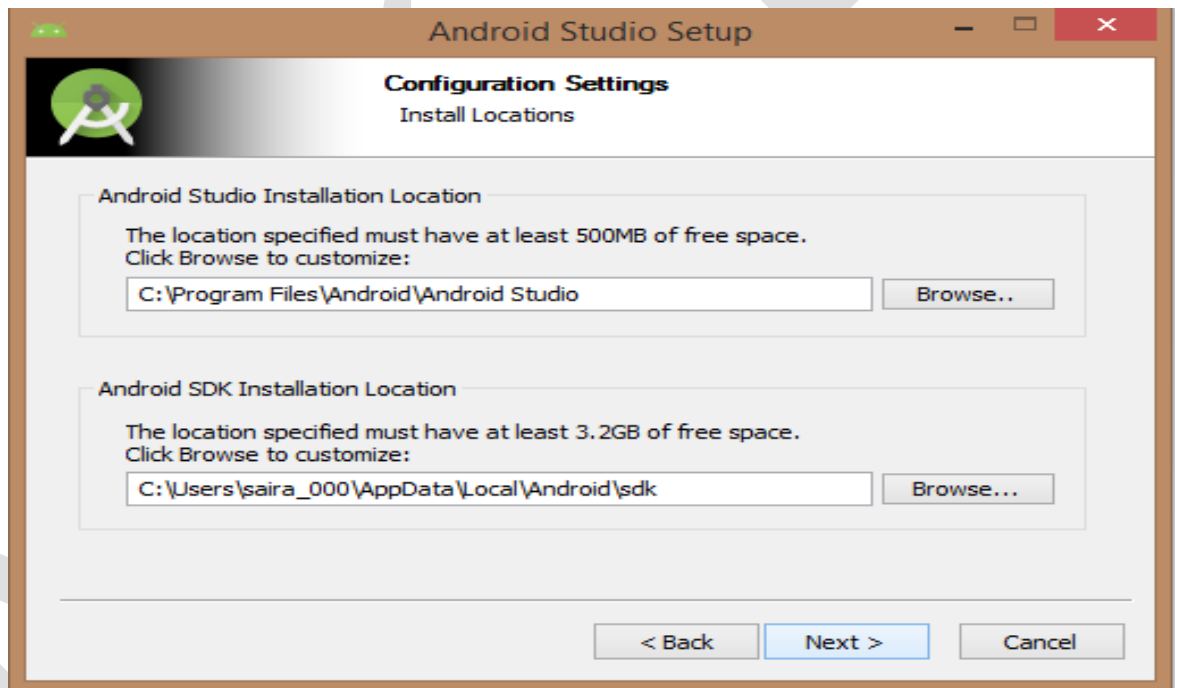 Android Studio Setup
Configuration Settings
Install Locations
Android Studio Installation Location
The location specified must have at least 500MB of free space.
Click Browse to customize:
C:\Program Files\Android\Android Studio
Browse..
Android SDK Installation Location
The location specified must have at least 3.2GB of free space.
Click Browse to customize:
C:\Users\saira_000\AppData\Local\Android\sdk
Browse...
< Back
Next >
Cancel